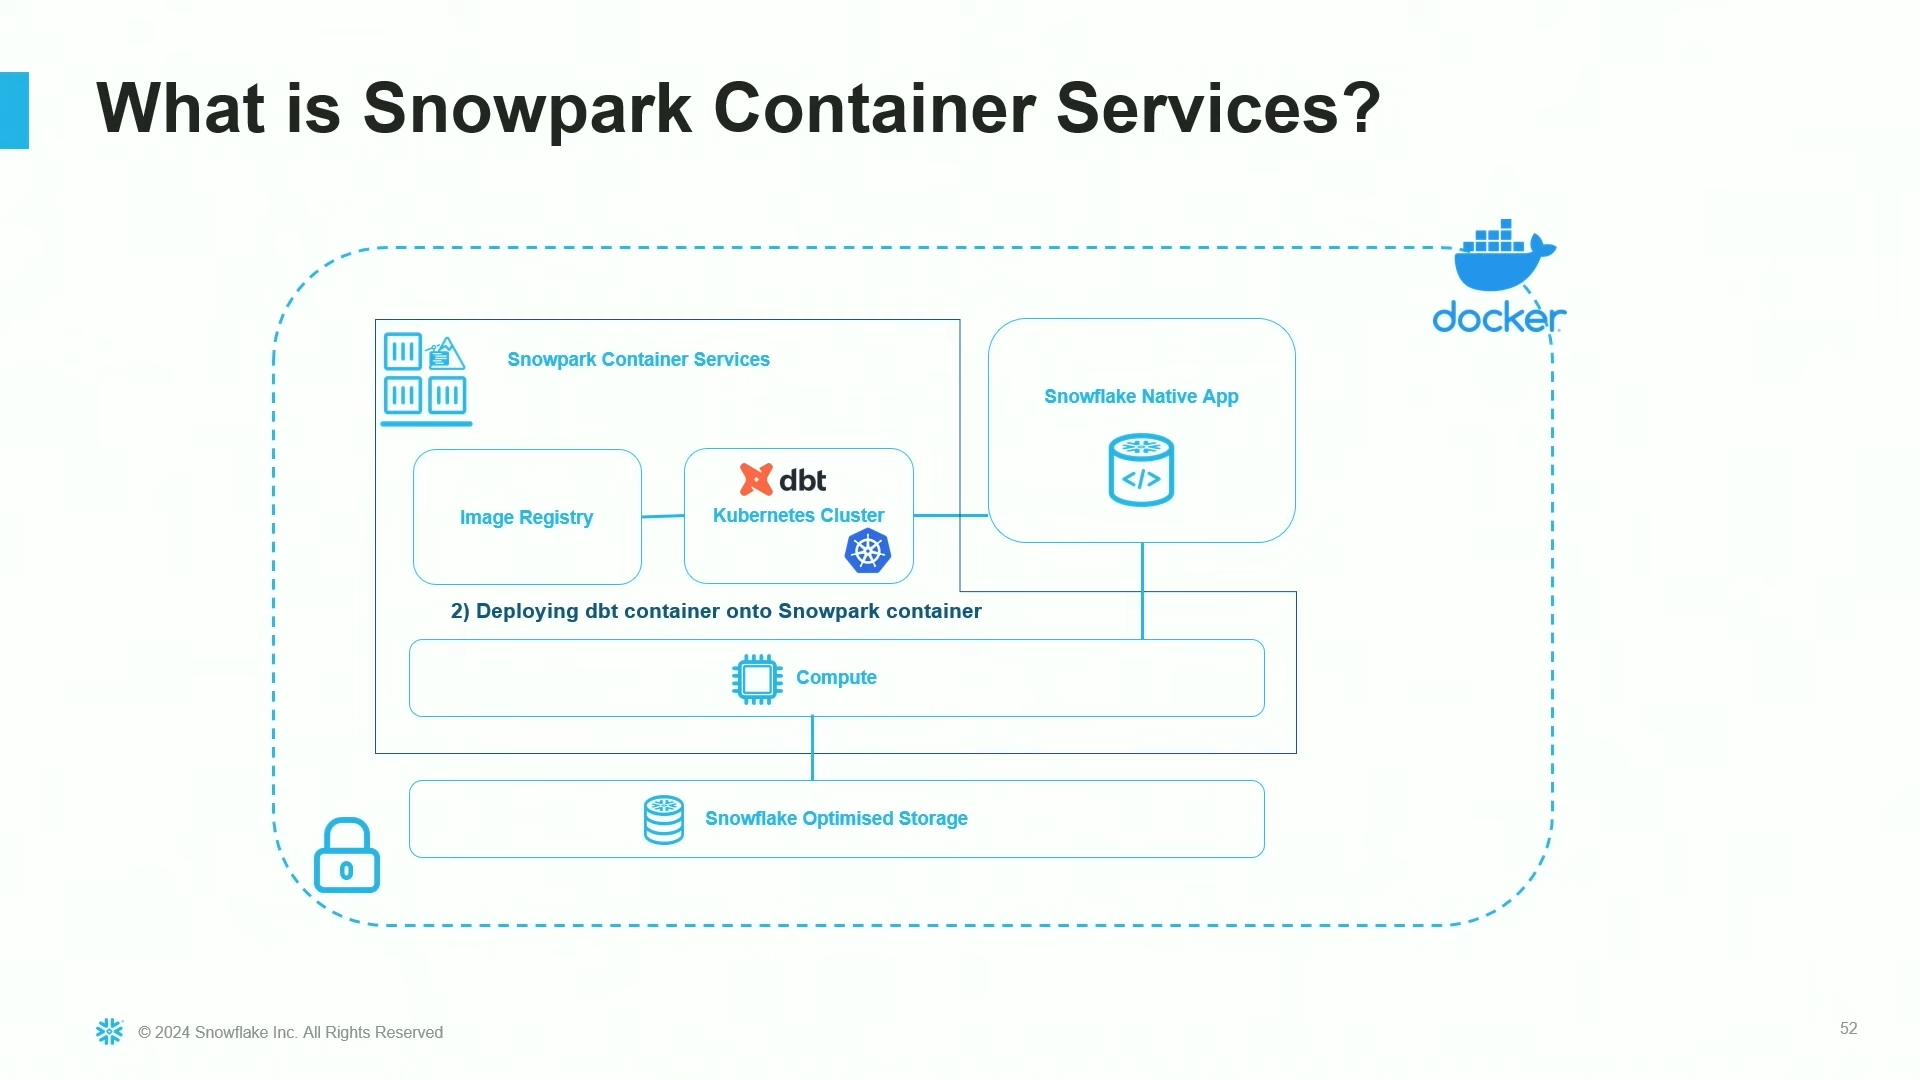 What is Snowpark Container Services?
docker
Snowpark Container Services
Snowflake Native App
</>
Image Registry
dbt
Kubernetes Cluster
2) Deploying dbt container onto Snowpark container
Compute
Snowflake Optimised Storage
© 2024 Snowflake Inc. All Rights Reserved
52